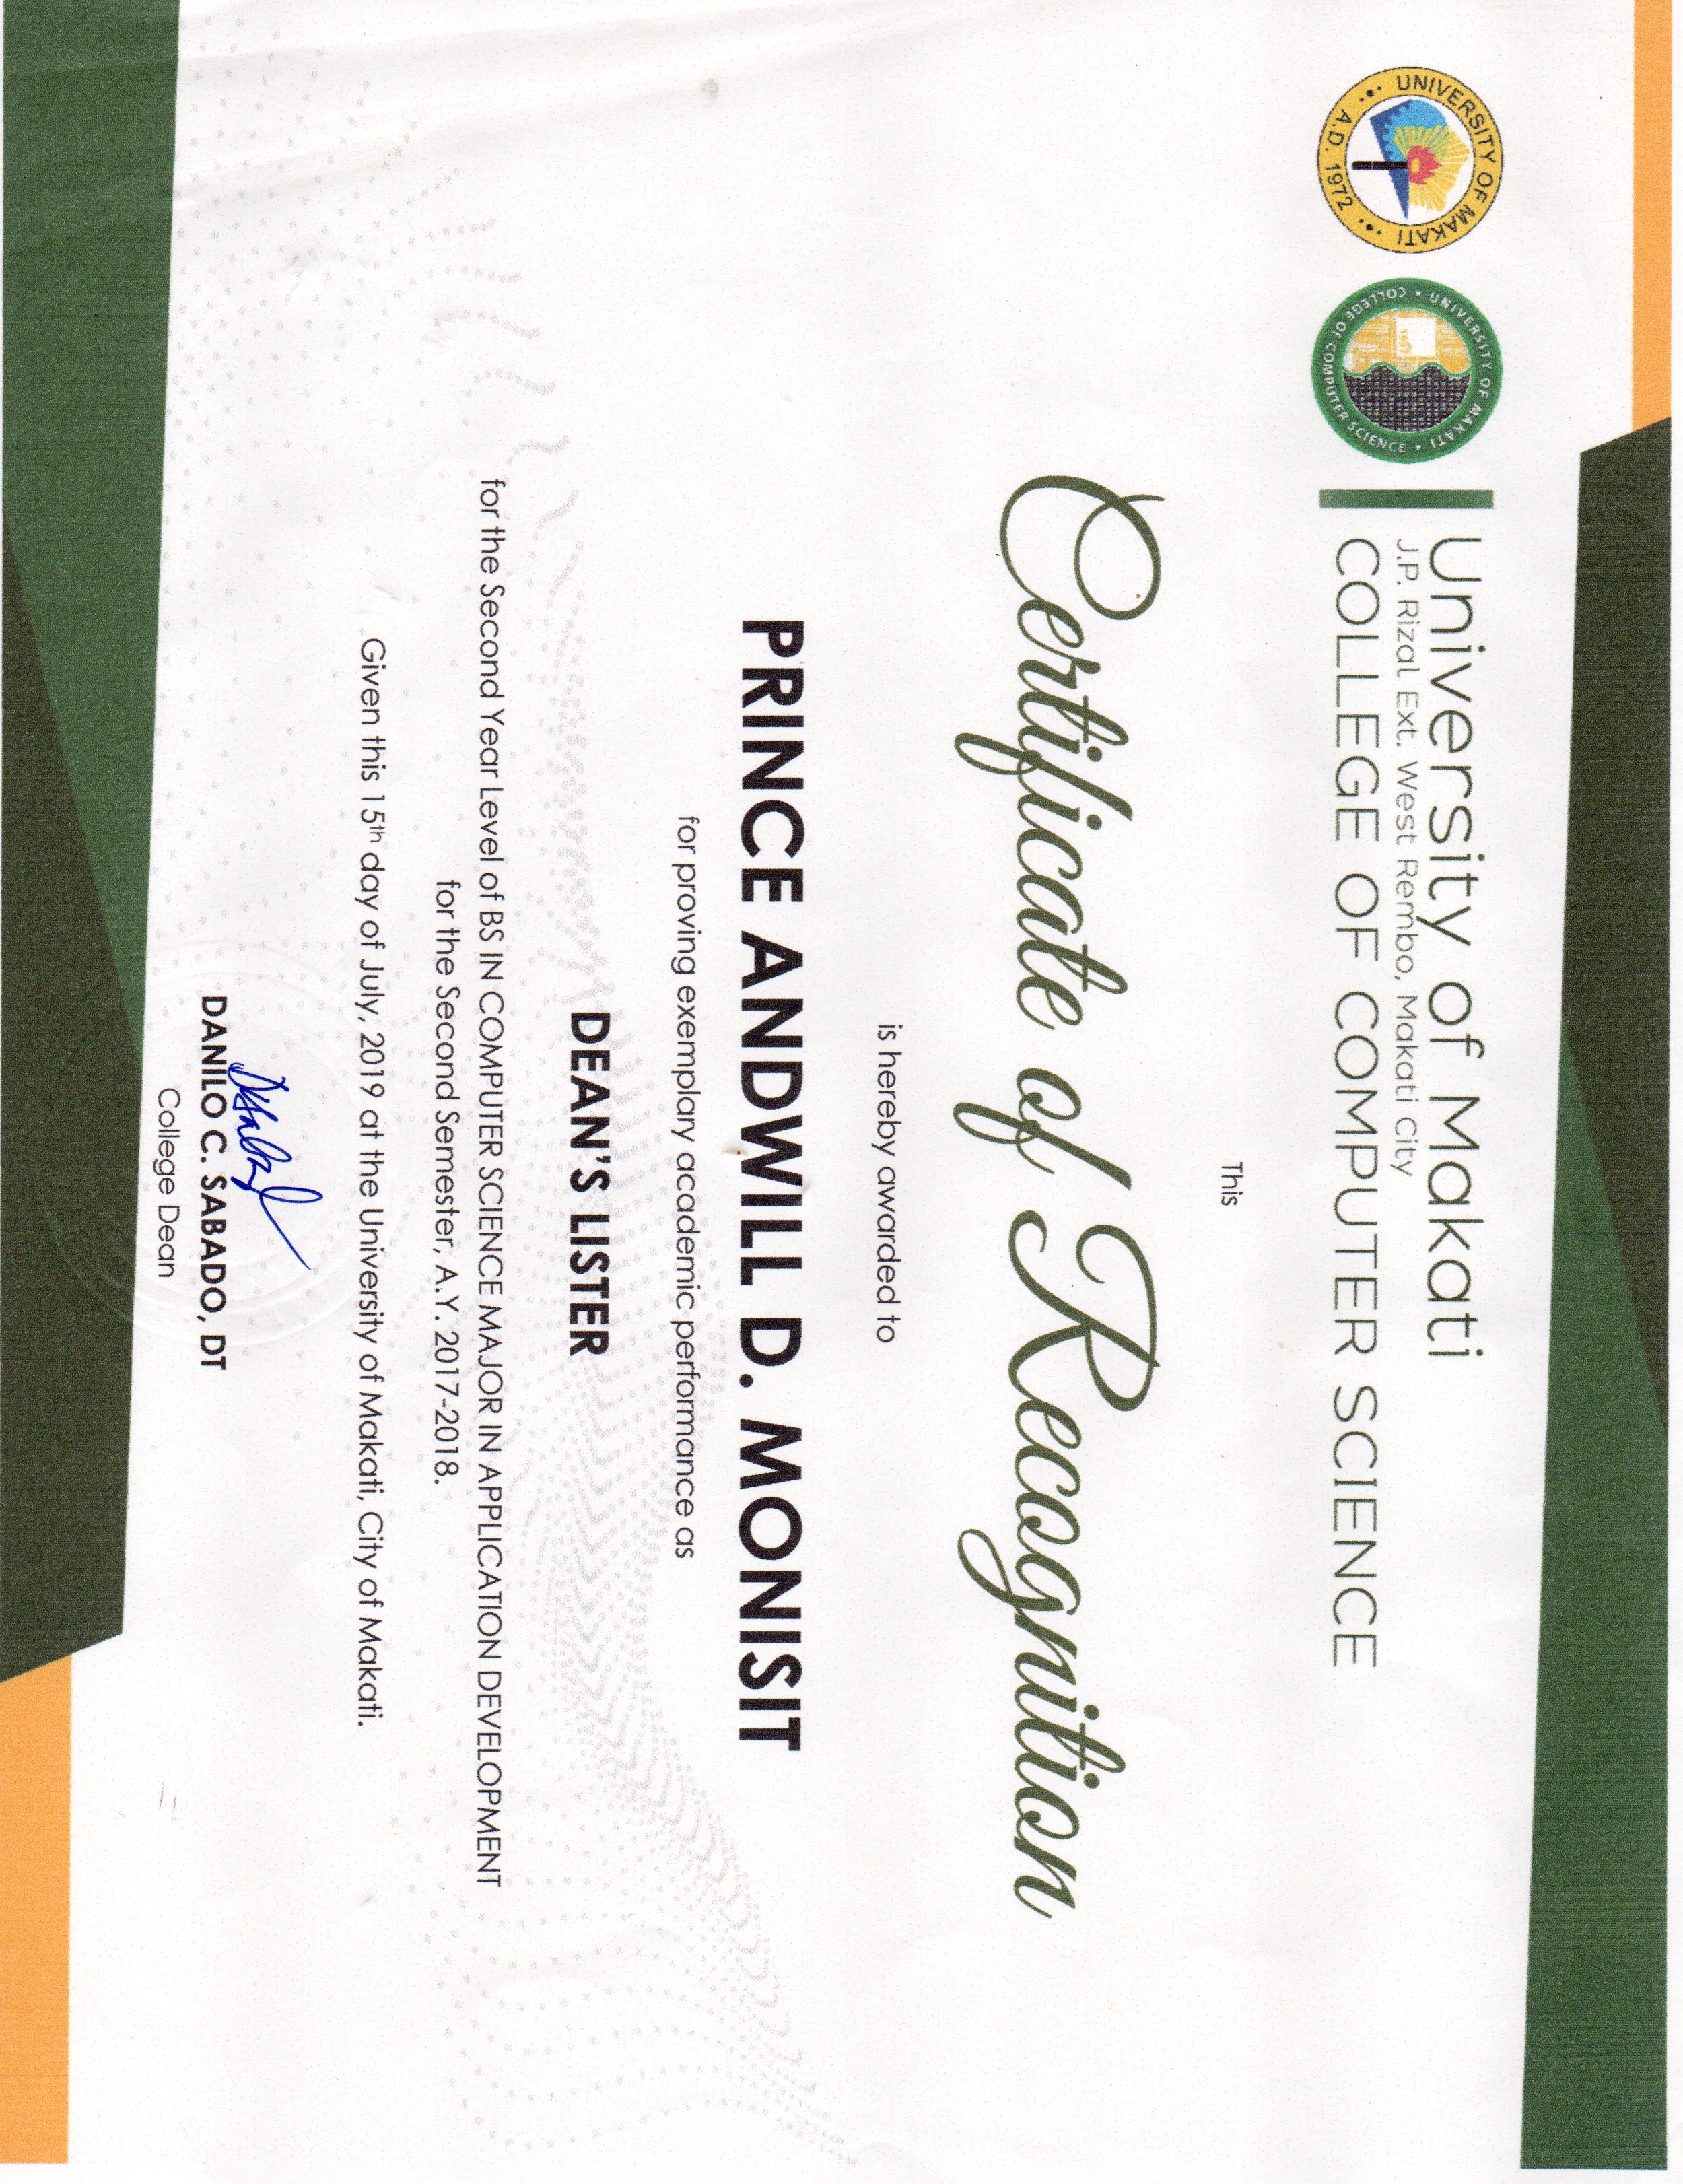 UNIVERSITY OF MAKATI
A.D. 1972
UNIVERSITY OF MAKATI
COLLEGE OF COMPUTER SCIENCE
University of Makati
J.P. Rizal Ext. West Rembo, Makati City
COLLEGE OF COMPUTER SCIENCE
This
Certificate of Recognition
is hereby awarded to
PRINCE ANDWILL D. MONISIT
for proving exemplary academic performance as
DEAN'S LISTER
for the Second Year Level of BS IN COMPUTER SCIENCE MAJOR IN APPLICATION DEVELOPMENT
for the Second Semester, A.Y. 2017-2018.
Given this 15th day of July, 2019 at the University of Makati, City of Makati.
DANILO C. SABADO, DT
College Dean